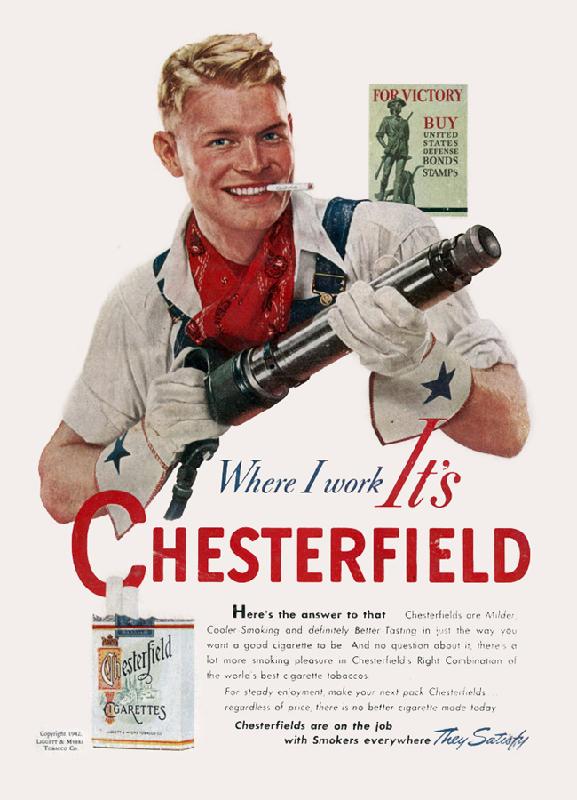 FOR VICTORY
BUY
UNITED
STATES
DEFENSE
BONDS
STAMPS
Where I work It's
CHESTERFIELD
Here's the answer to that Chesterfields are Milder,
Cooler Smoking and definitely Better Tasting in just the way you
want a good cigarette to be. And no question about it, there's a
lot more smoking pleasure in Chesterfield's Right Combination of
the world's best cigarette tobaccos.
For steady enjoyment, make your next pack Chesterfields...
regardless of price, there is no better cigarette made today
Chesterfields are on the job
with Smokers everywhere They Satisfy
Chesterfield
CIGARETTES
Copyright 1942,
LIGGETT & MYERS
TOBACCO CO.